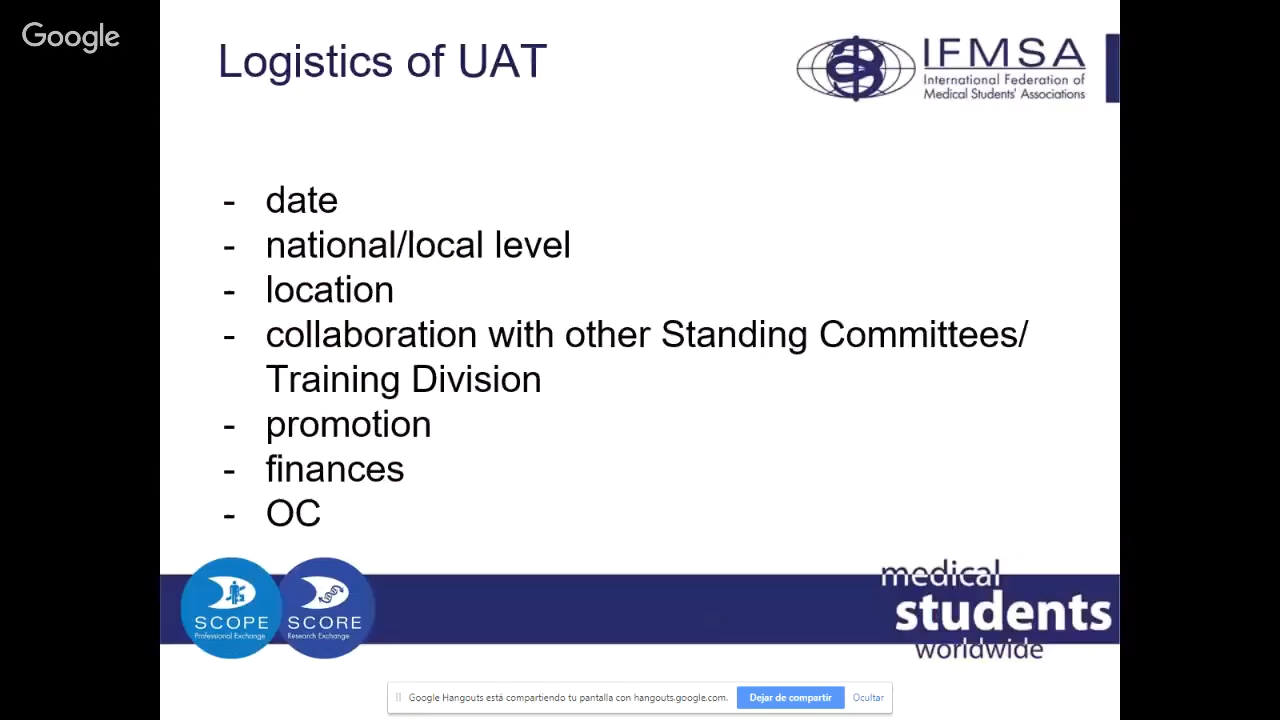 Google
Logistics of UAT
IFMSA
International Federation of
Medical Students' Associations
- date
- national/local level
- location
- collaboration with other Standing Committees/
Training Division
- promotion
- finances
- OC
SCOPE
Professional Exchange
SCORE
Research Exchange
medical
students
worldwide
Google Hangouts está compartiendo tu pantalla con hangouts.google.com.
Dejar de compartir
Ocultar